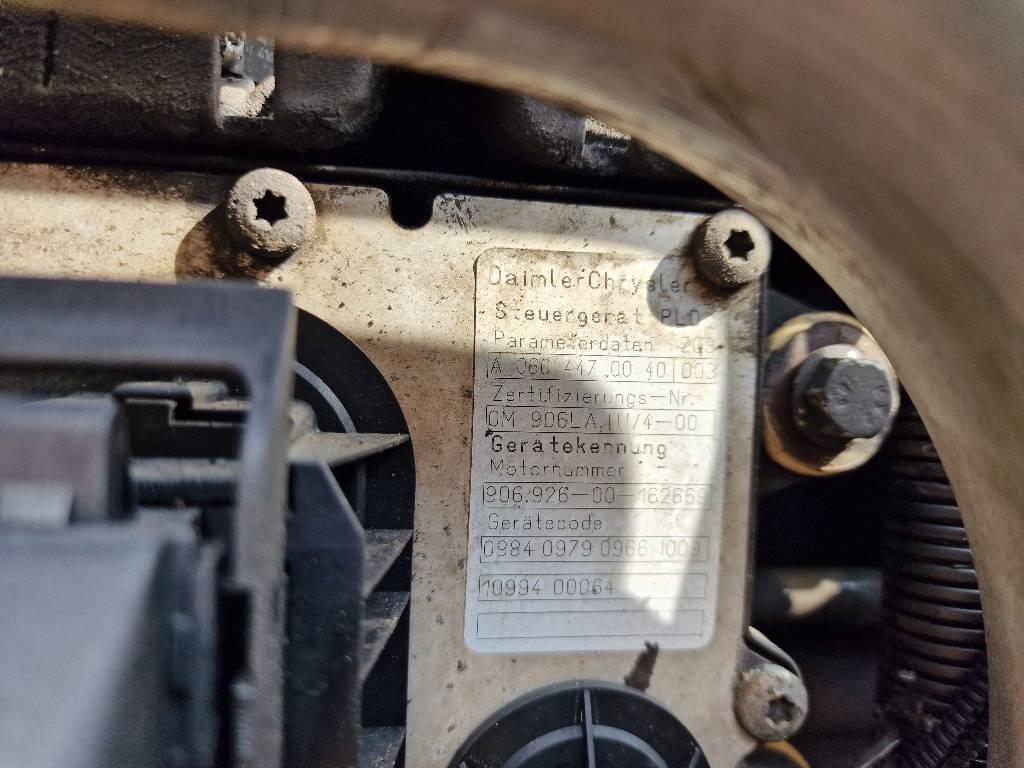 DaimlerChrysler
Steuergerät PLD
Parameterdaten ZGS
A 060 447 00 40 003
Zertifizierungs-Nr.
OM 906LA,III/4-00
Gerätekennung
Motornummer
906.926-00-162669
Gerätecode
0984 0979 0966 1009
10994 00064